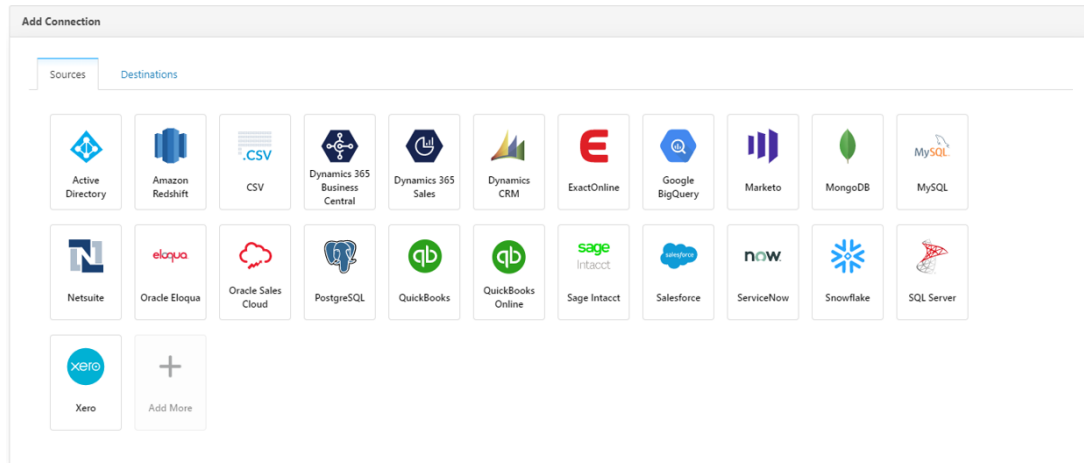 Add Connection
Sources
Destinations
.CSV
MySQL
Active
Directory
Amazon
Redshift
CSV
Dynamics 365
Business
Central
Dynamics 365
Sales
Dynamics
CRM
ExactOnline
Google
BigQuery
Marketo
MongoDB
MySQL
eloqua
sage
Intacct
salesforce
now
Netsuite
Oracle Eloqua
Oracle Sales
Cloud
PostgreSQL
qb
QuickBooks
qb
QuickBooks
Online
Sage Intacct
Salesforce
ServiceNow
Snowflake
SQL Server
xero
Xero
Add More